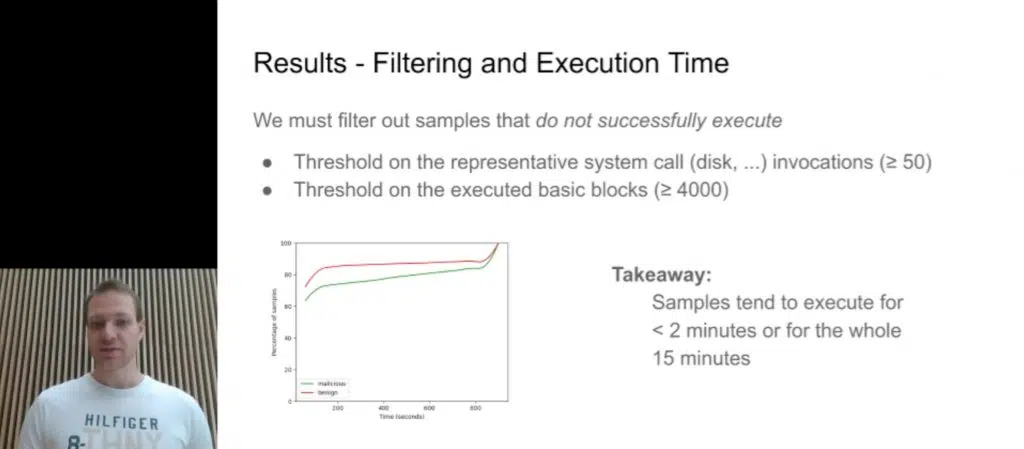 Results - Filtering and Execution Time
We must filter out samples that do not successfully execute
● Threshold on the representative system call (disk, ...) invocations (≥ 50)
● Threshold on the executed basic blocks (≥ 4000)
100
80
60
40
20
0
Percentage of samples
malicious
benign
200
400
600
800
Time (seconds)
Takeaway:
Samples tend to execute for
< 2 minutes or for the whole
15 minutes
HILFIGER
8-